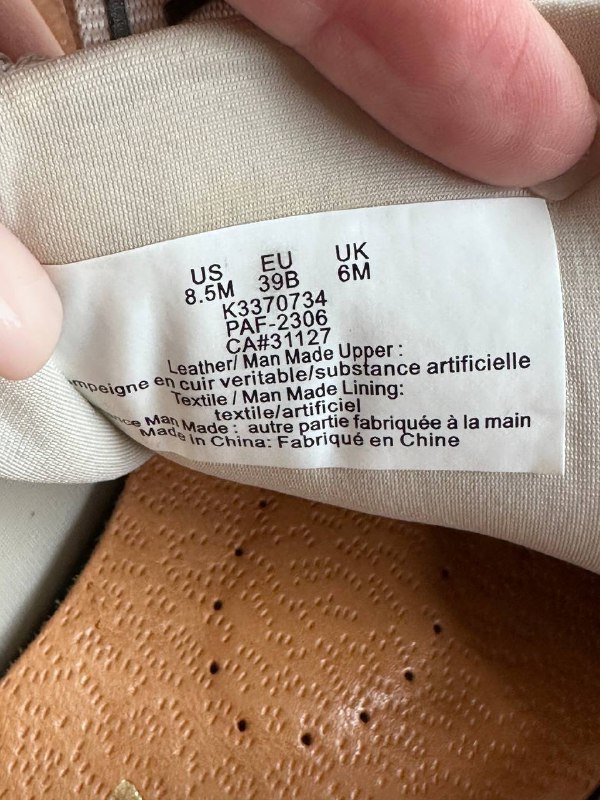 US EU UK
8.5M 39B 6M
K3370734
PAF-2306
CA#31127
Leather/ Man Made Upper :
mpeigne en cuir veritable/substance artificielle
Textile / Man Made Lining:
textile/artificiel
nce Man Made : autre partie fabriquée à la main
Made in China: Fabriqué en Chine